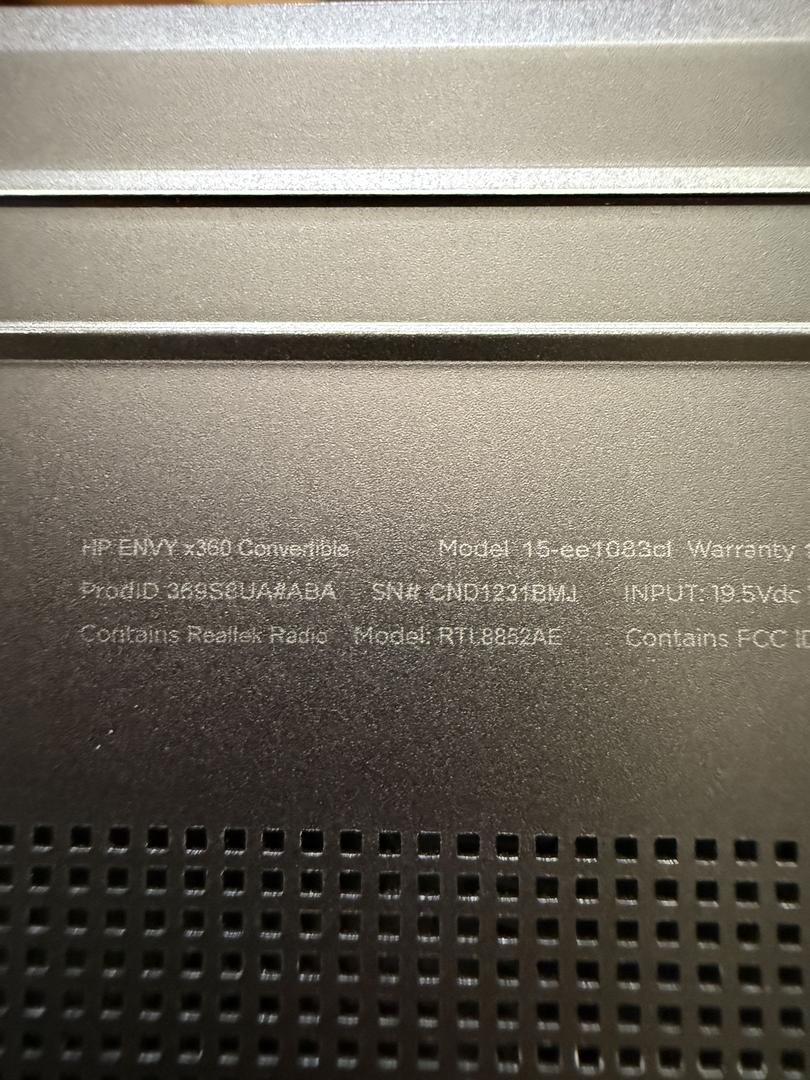 HP ENVY x360 Convertible Model 15-ee1083cl Warranty
ProdID 369S8UA#ABA SN# CND1231BMJ INPUT: 19.5Vdc
Contains Realtek Radio Model: RTL8852AE Contains FCC ID